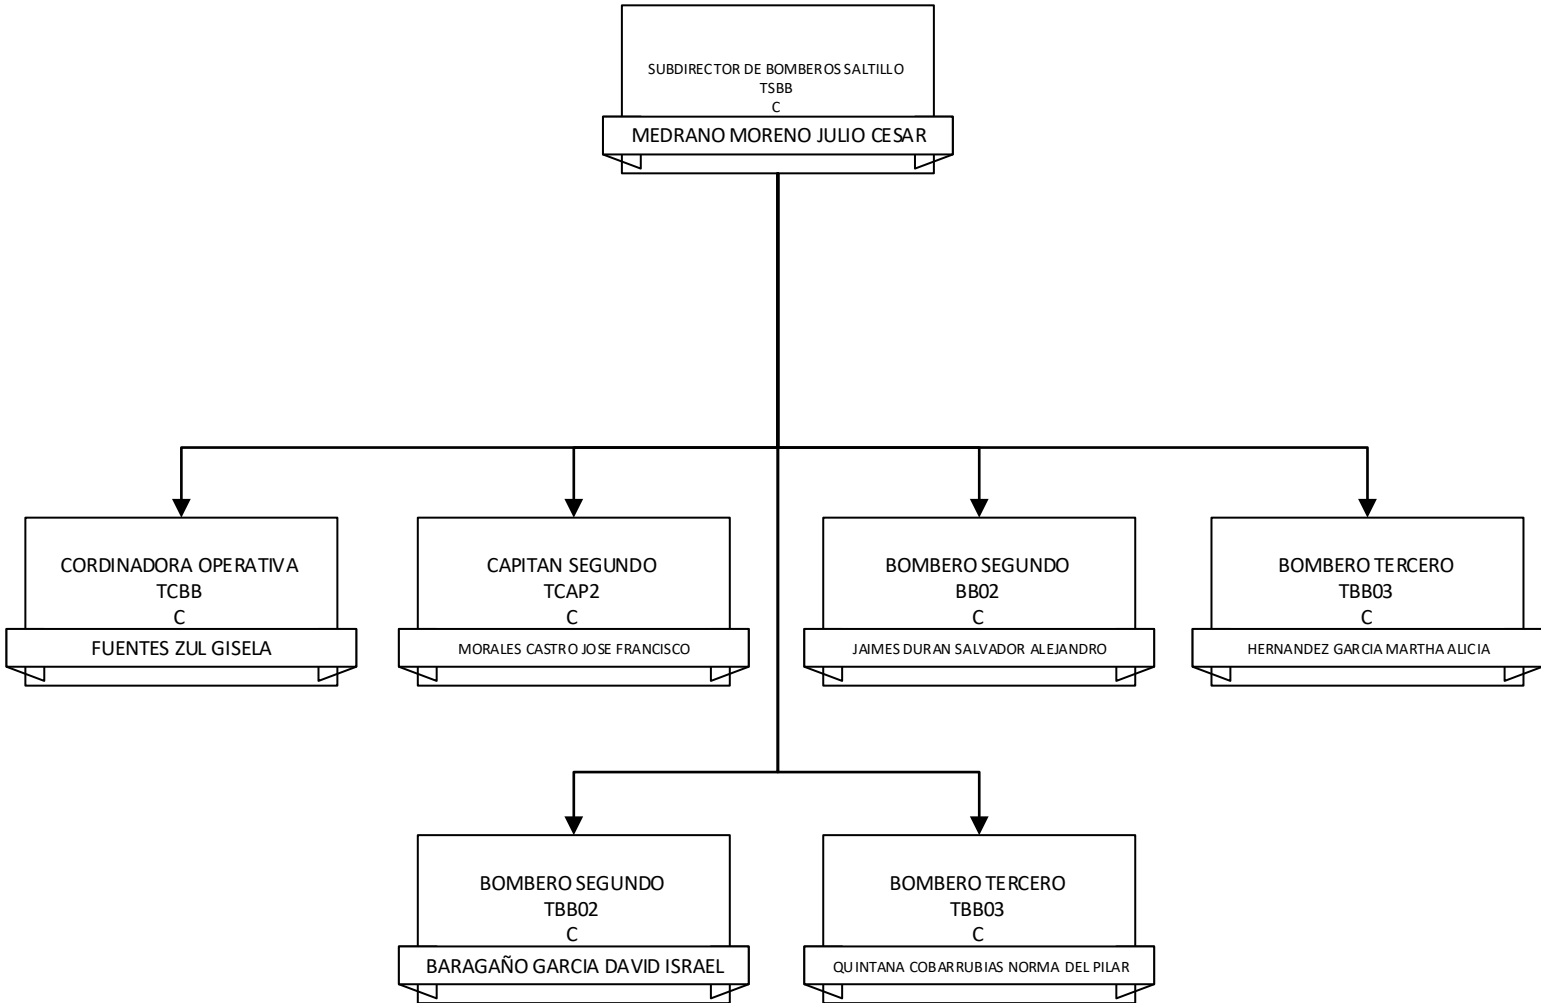 SUBDIRECTOR DE BOMBEROS SALTILLO
TSBB
C
MEDRANO MORENO JULIO CESAR
CORDINADORA OPERATIVA
TCBB
C
FUENTES ZUL GISELA
CAPITAN SEGUNDO
TCAP2
C
MORALES CASTRO JOSE FRANCISCO
BOMBERO SEGUNDO
BB02
C
JAIMES DURAN SALVADOR ALEJANDRO
BOMBERO TERCERO
TBB03
C
HERNANDEZ GARCIA MARTHA ALICIA
BOMBERO SEGUNDO
TBB02
C
BARAGAÑO GARCIA DAVID ISRAEL
BOMBERO TERCERO
TBB03
C
QUINTANA COBARRUBIAS NORMA DEL PILAR